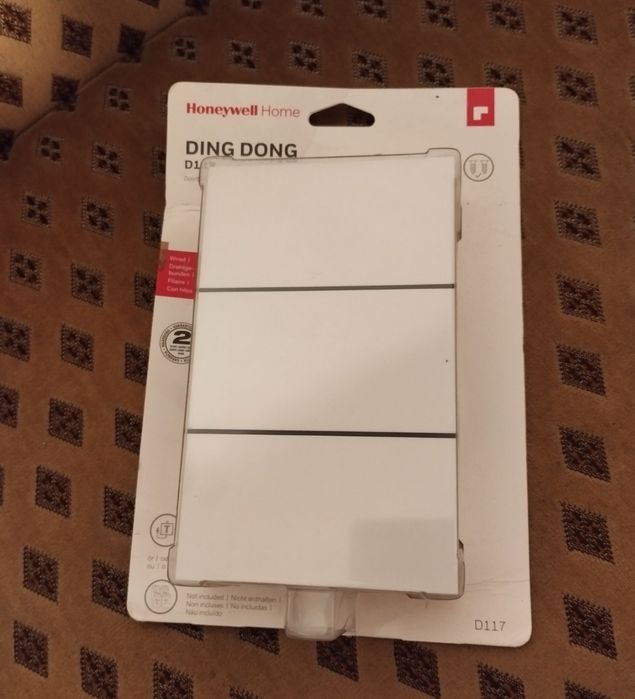 Honeywell Home
DING DONG
Wired |
Drahtge-
bunden |
Filaire |
Con hilos
2
T
Not included | Nicht enthalten |
Non incluses | No incluidas |
Não incluído
D117